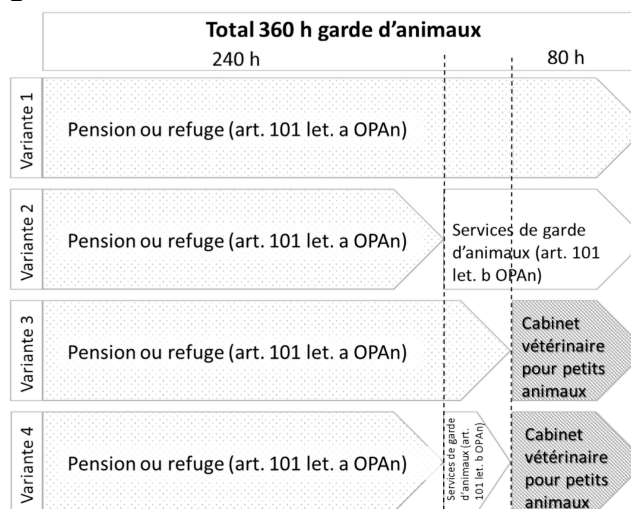 Total 360 h garde d'animaux
240 h
80 h
Variante 1
Pension ou refuge (art. 101 let. a OPAn)
Variante 2
Pension ou refuge (art. 101 let. a OPAn)
Services de garde
d'animaux (art. 101
let. b OPAn)
Variante 3
Pension ou refuge (art. 101 let. a OPAn)
Cabinet
vétérinaire
pour petits
animaux
Variante 4
Pension ou refuge (art. 101 let. a OPAn)
Services de garde
d'animaux (art.
101 let. b OPAn)
Cabinet
vétérinaire
pour petits
animaux